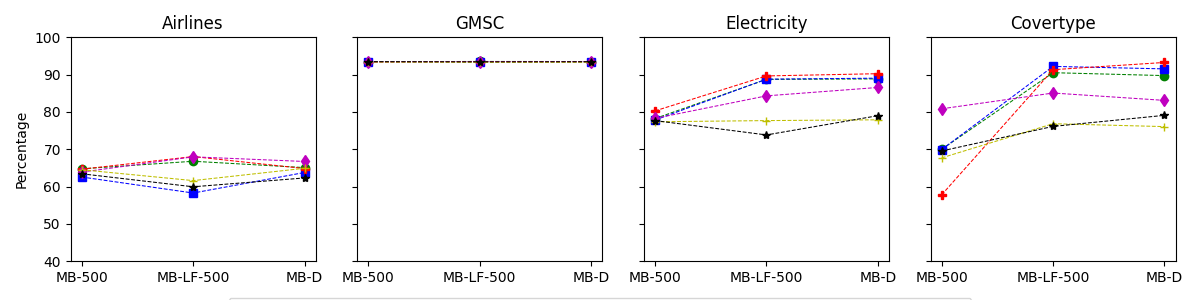 Airlines GMSC Electricity Covertype
Percentage
100
90
80
70
60
50
40
MB-500 MB-LF-500 MB-D MB-500 MB-LF-500 MB-D MB-500 MB-LF-500 MB-D MB-500 MB-LF-500 MB-D